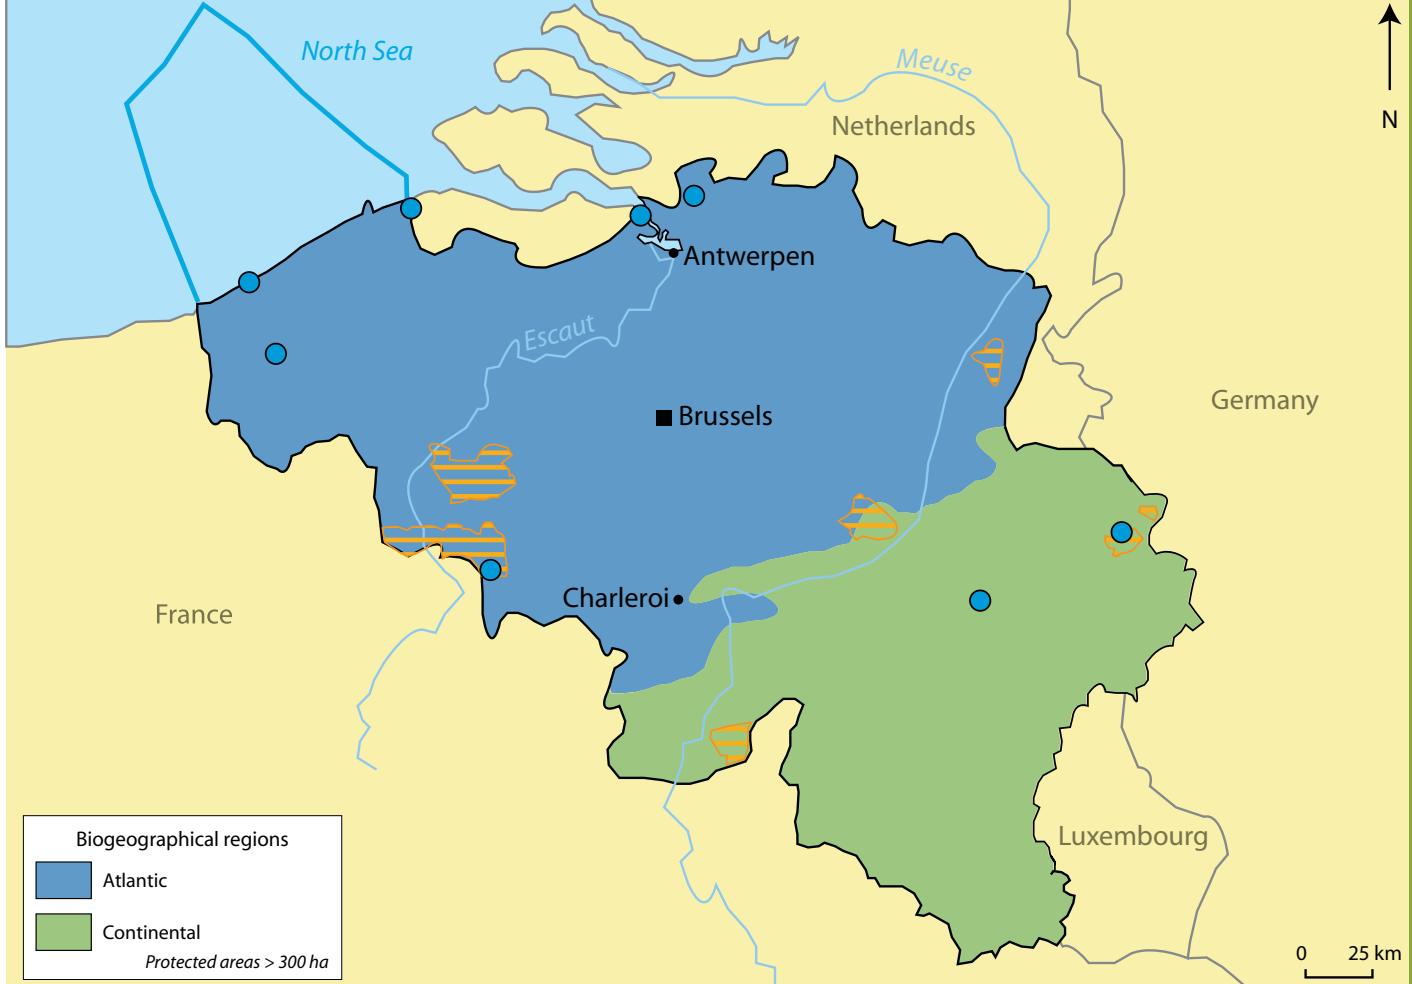 North Sea
Meuse
N
Netherlands
Antwerpen
Escaut
Germany
Brussels
Charleroi
France
Luxembourg
Biogeographical regions
Atlantic
Continental
Protected areas > 300 ha
0 25 km